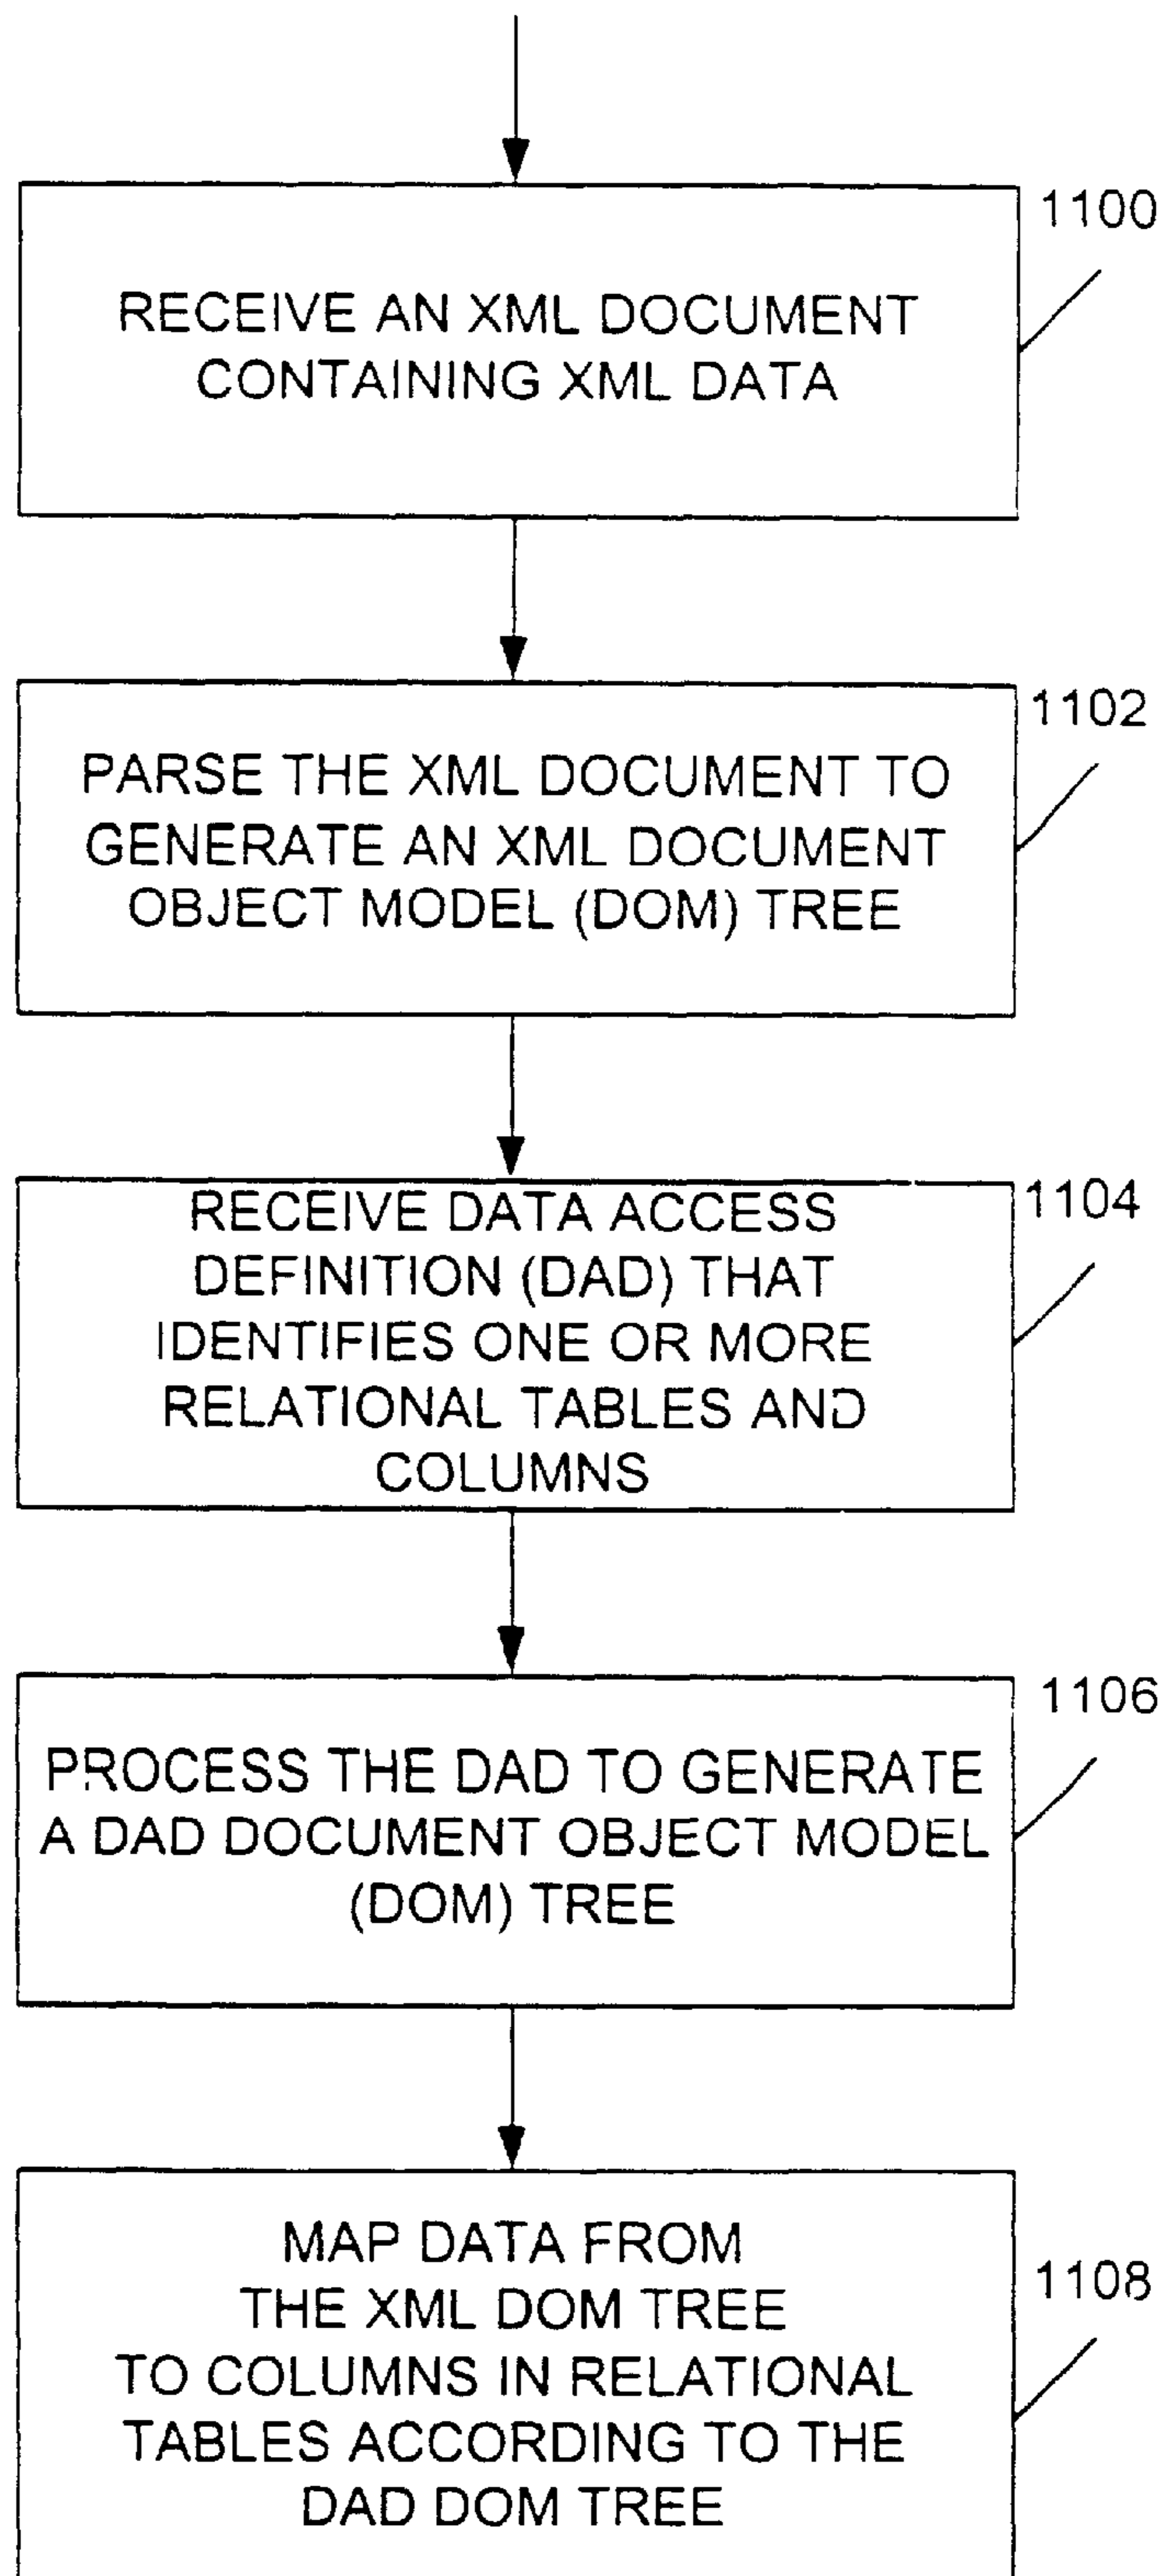 1100
RECEIVE AN XML DOCUMENT
CONTAINING XML DATA
1102
PARSE THE XML DOCUMENT TO
GENERATE AN XML DOCUMENT
OBJECT MODEL (DOM) TREE
1104
RECEIVE DATA ACCESS
DEFINITION (DAD) THAT
IDENTIFIES ONE OR MORE
RELATIONAL TABLES AND
COLUMNS
1106
PROCESS THE DAD TO GENERATE
A DAD DOCUMENT OBJECT MODEL
(DOM) TREE
1108
MAP DATA FROM
THE XML DOM TREE
TO COLUMNS IN RELATIONAL
TABLES ACCORDING TO THE
DAD DOM TREE